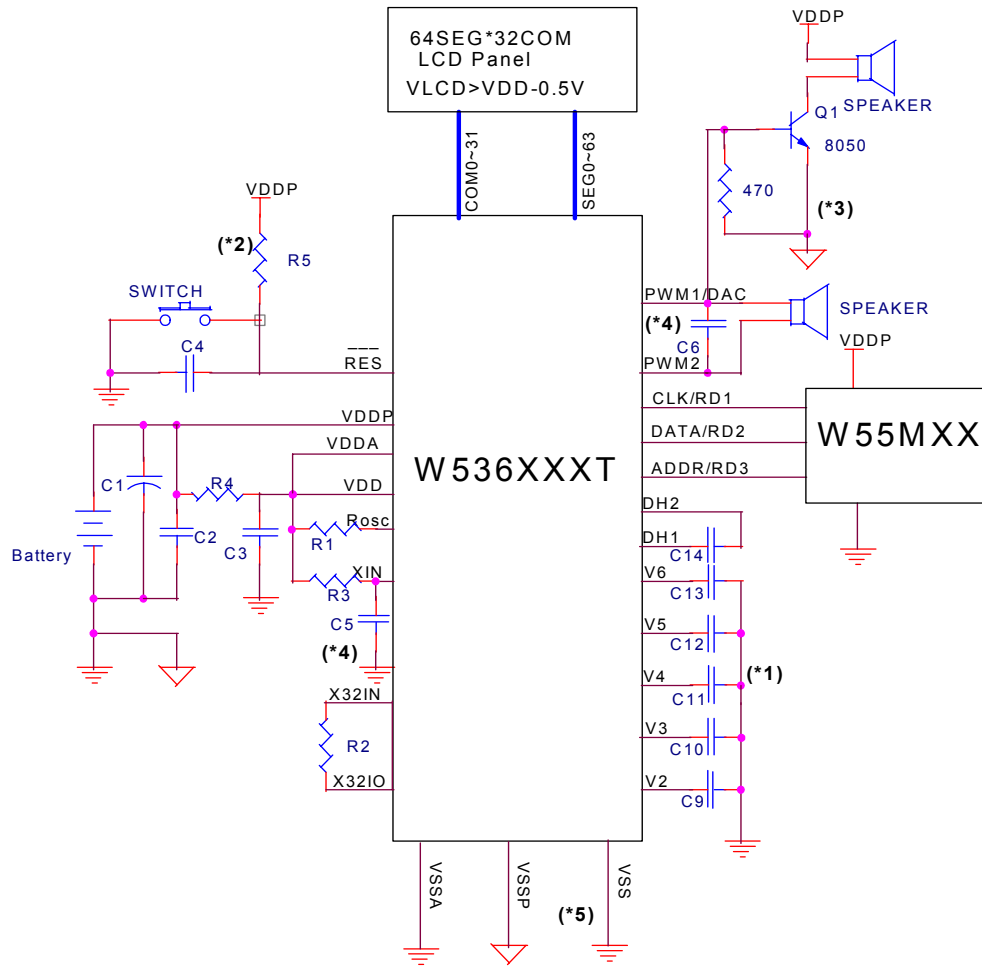 64SEG*32COM
LCD Panel
VLCD>VDD-0.5V
VDDP
SPEAKER
Q1
8050
470
(*3)
COM0~31
SEG0~63
VDDP
(*2)
R5
SWITCH
C4
RES
PWM1/DAC
(*4)
C6
PWM2
SPEAKER
VDDP
CLK/RD1
DATA/RD2
ADDR/RD3
W55MXX
W536XXXT
VDDP
VDDA
VDD
C1
R4
C2
C3
Battery
Rosc
R1
XIN
R3
C5
(*4)
X32IN
R2
X32IO
DH2
DH1
C14
V6
C13
V5
C12
V4
(*1)
C11
V3
C10
V2
C9
VSSA
VSSP
VSS
(*5)